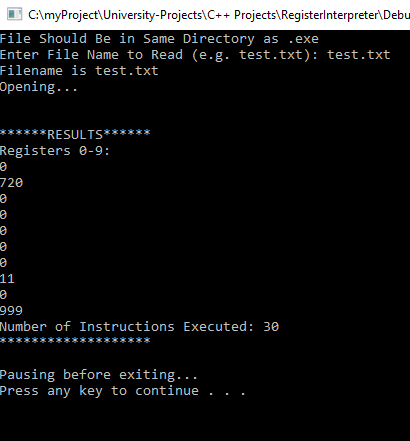 C:\myProject\University-Projects\C++ Projects\RegisterInterpreter\Debu
File Should Be in Same Directory as .exe
Enter File Name to Read (e.g. test.txt): test.txt
Filename is test.txt
Opening...
******RESULTS******
Registers 0-9:
0
720
0
0
0
0
0
11
0
999
Number of Instructions Executed: 30
*******************
Pausing before exiting...
Press any key to continue . . .